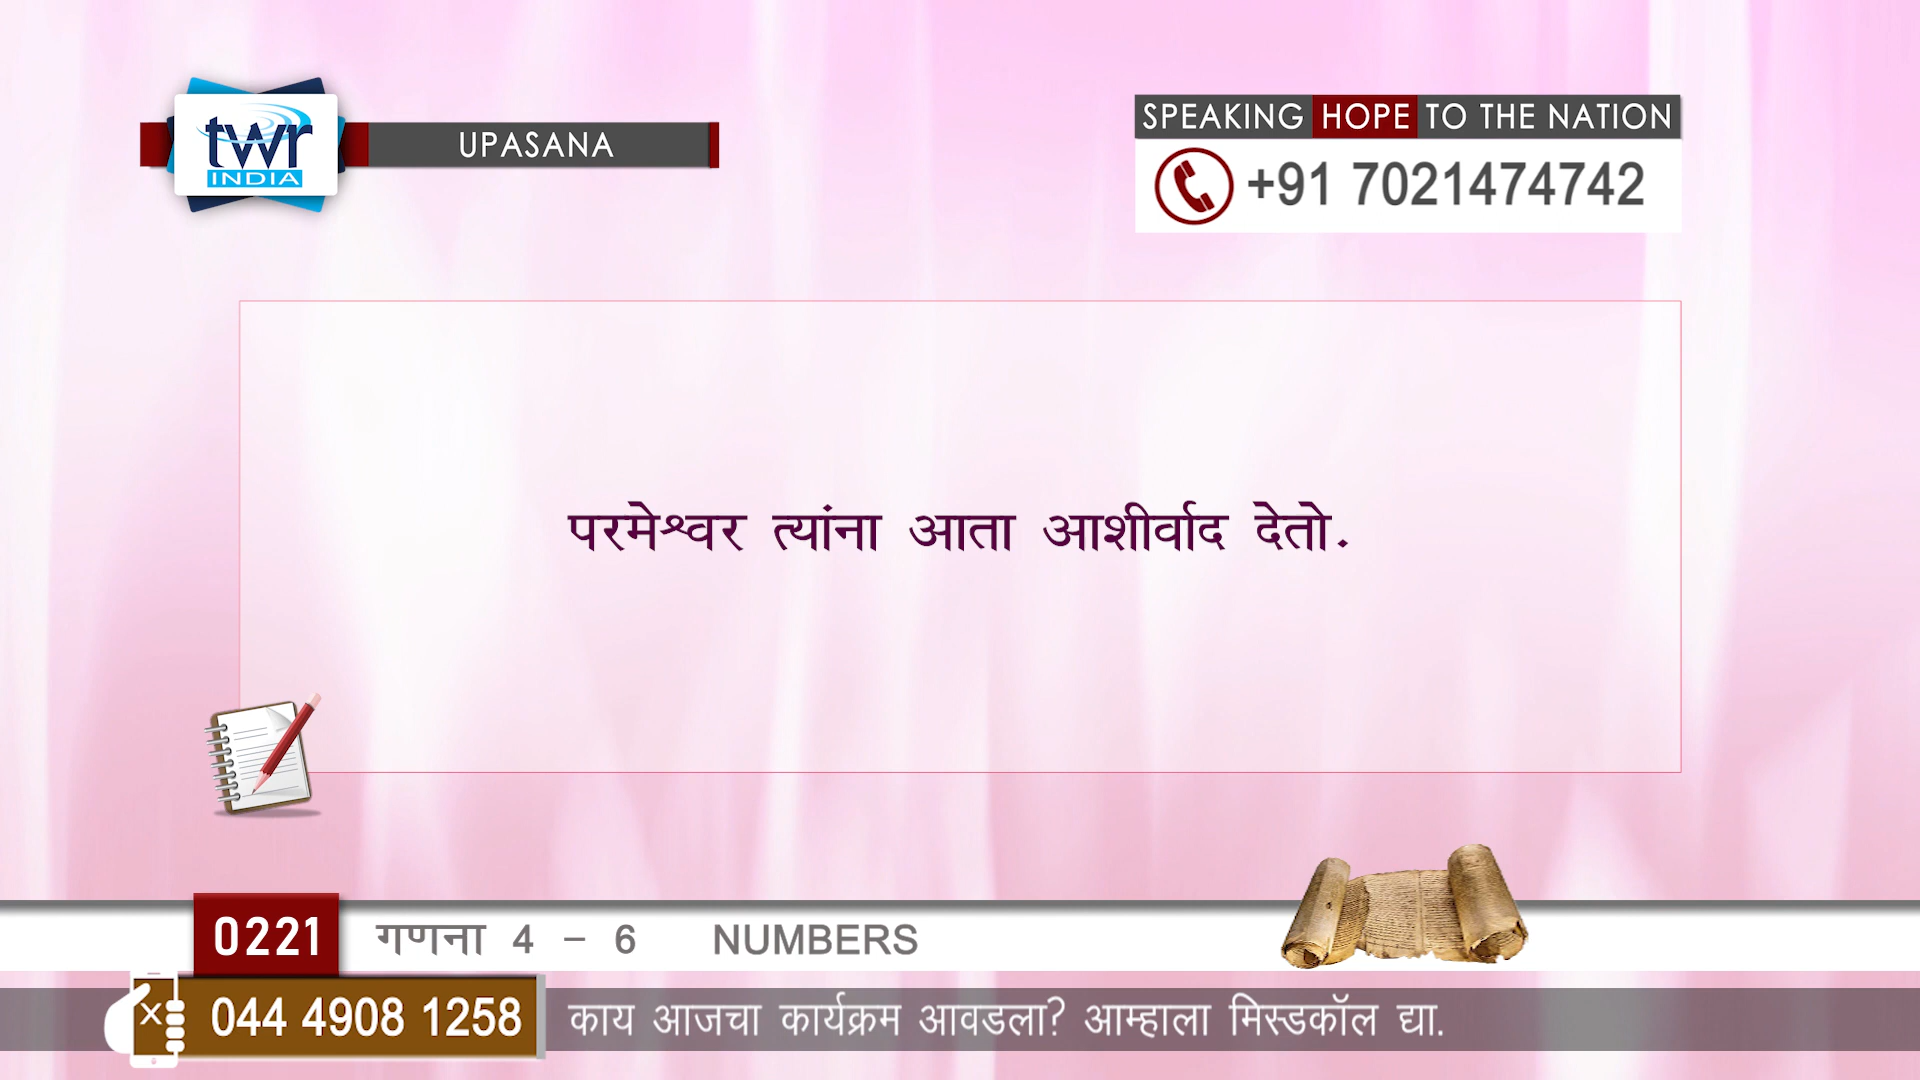 twr
INDIA
UPASANA
SPEAKING HOPE TO THE NATION
+91 7021474742
परमेश्वर त्यांना आता आशीर्वाद देतो.
0221 गणना 4 - 6 NUMBERS
044 4908 1258 काय आजचा कार्यक्रम आवडला? आम्हाला मिस्डकॉल द्या.